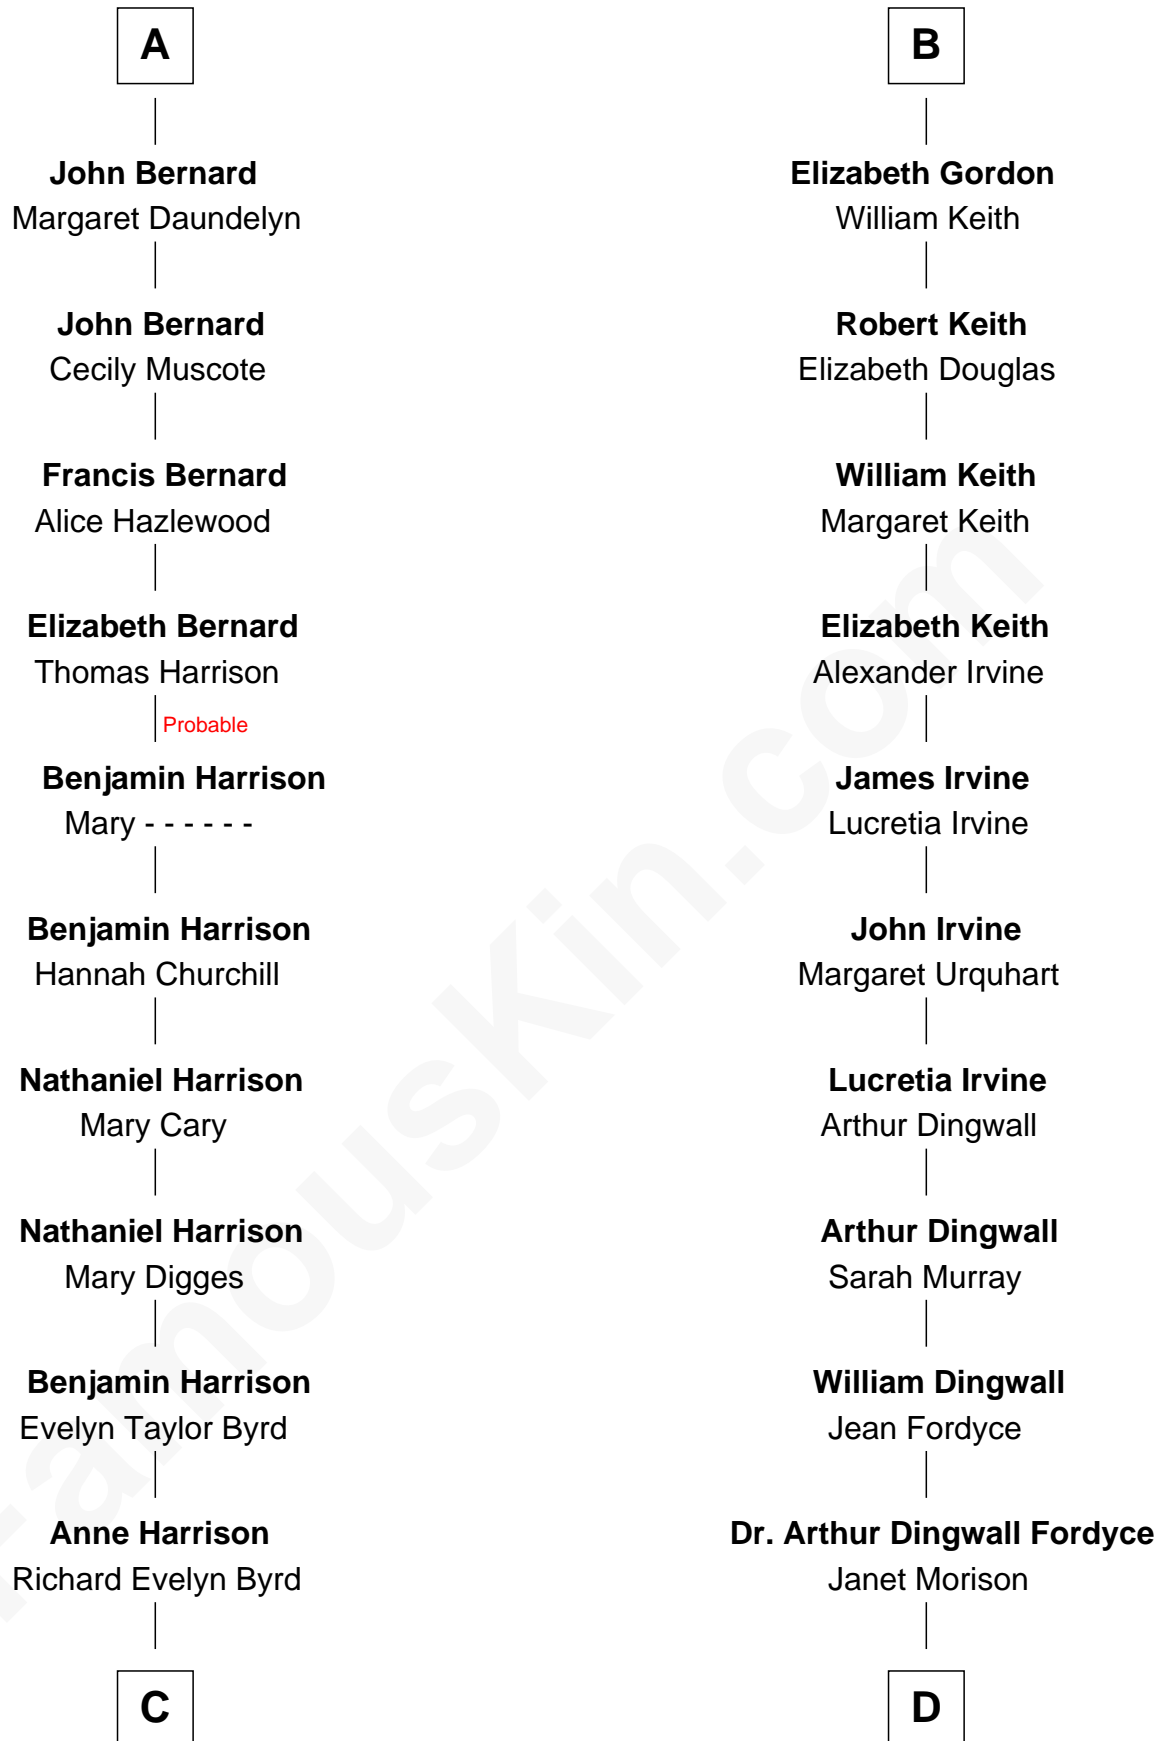 A
John Bernard
Margaret Daundelyn
John Bernard
Cecily Muscote
Francis Bernard
Alice Hazlewood
Elizabeth Bernard
Thomas Harrison
Probable
Benjamin Harrison
Mary - - - - - -
Benjamin Harrison
Hannah Churchill
Nathaniel Harrison
Mary Cary
Nathaniel Harrison
Mary Digges
Benjamin Harrison
Evelyn Taylor Byrd
Anne Harrison
Richard Evelyn Byrd
C
B
Elizabeth Gordon
William Keith
Robert Keith
Elizabeth Douglas
William Keith
Margaret Keith
Elizabeth Keith
Alexander Irvine
James Irvine
Lucretia Irvine
John Irvine
Margaret Urquhart
Lucretia Irvine
Arthur Dingwall
Arthur Dingwall
Sarah Murray
William Dingwall
Jean Fordyce
Dr. Arthur Dingwall Fordyce
Janet Morison
D
FamousKin.com